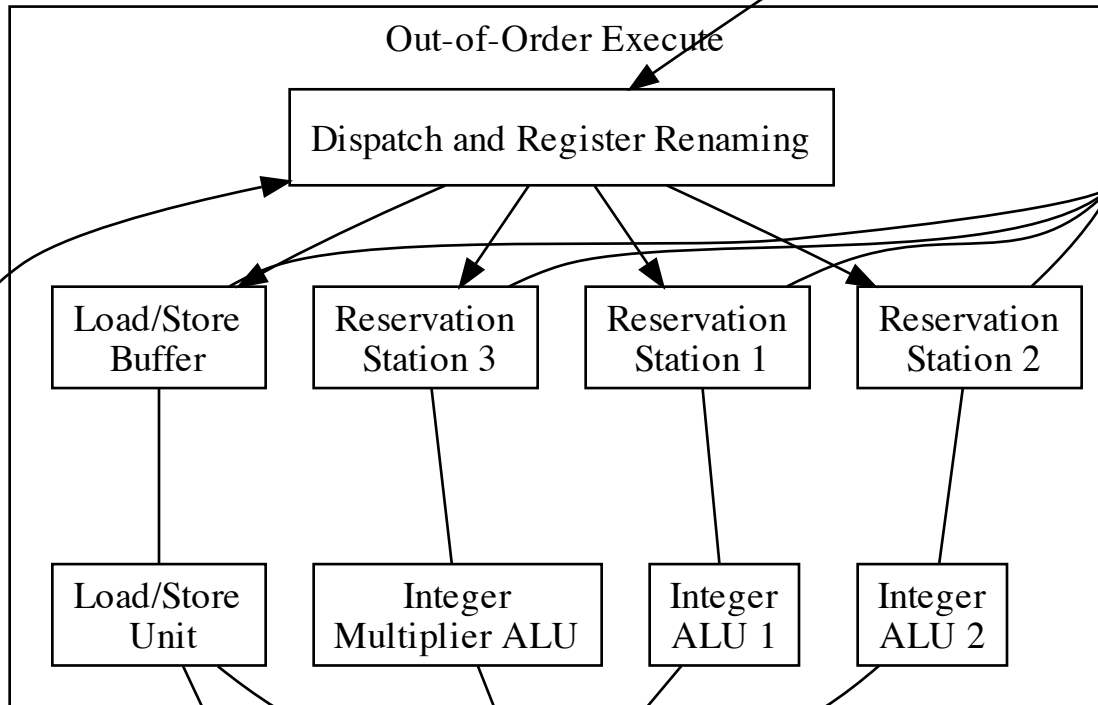 Out-of-Order Execute
Dispatch and Register Renaming
Load/Store
Buffer
Reservation
Station 3
Reservation
Station 1
Reservation
Station 2
Load/Store
Unit
Integer
Multiplier ALU
Integer
ALU 1
Integer
ALU 2